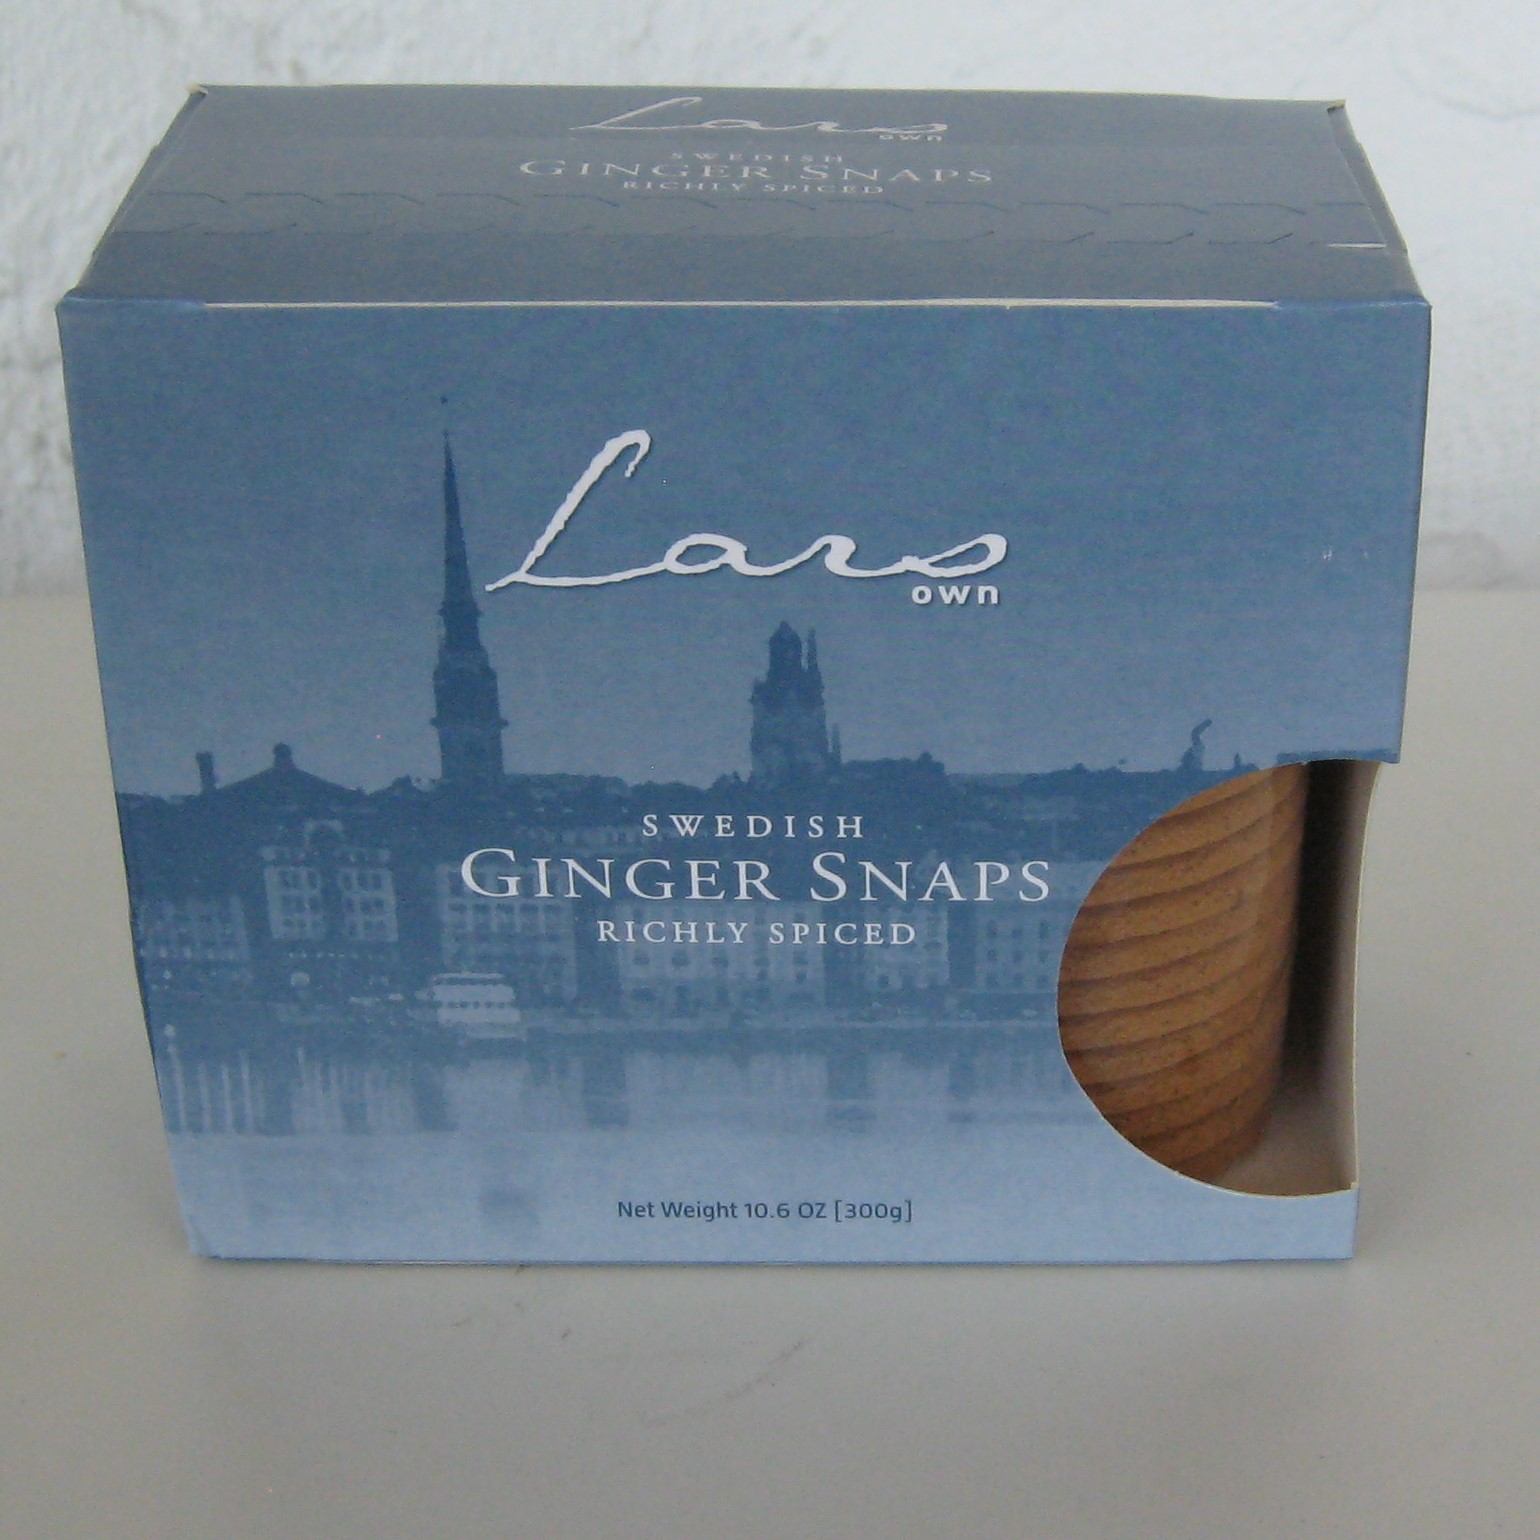 Lars
own
SWEDISH
GINGER SNAPS
RICHLY SPICED
Lars
own
SWEDISH
GINGER SNAPS
RICHLY SPICED
Net Weight 10.6 OZ [300g]